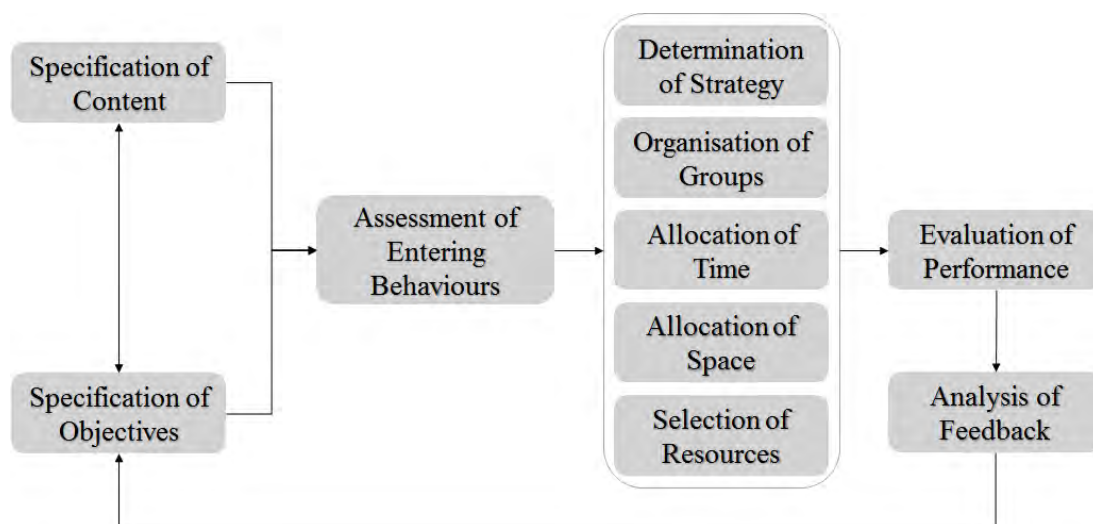 Specification of
Content
Specification of
Objectives
Assessment of
Entering
Behaviours
Determination
of Strategy
Organisation of
Groups
Allocation of
Time
Allocation of
Space
Selection of
Resources
Evaluation of
Performance
Analysis of
Feedback